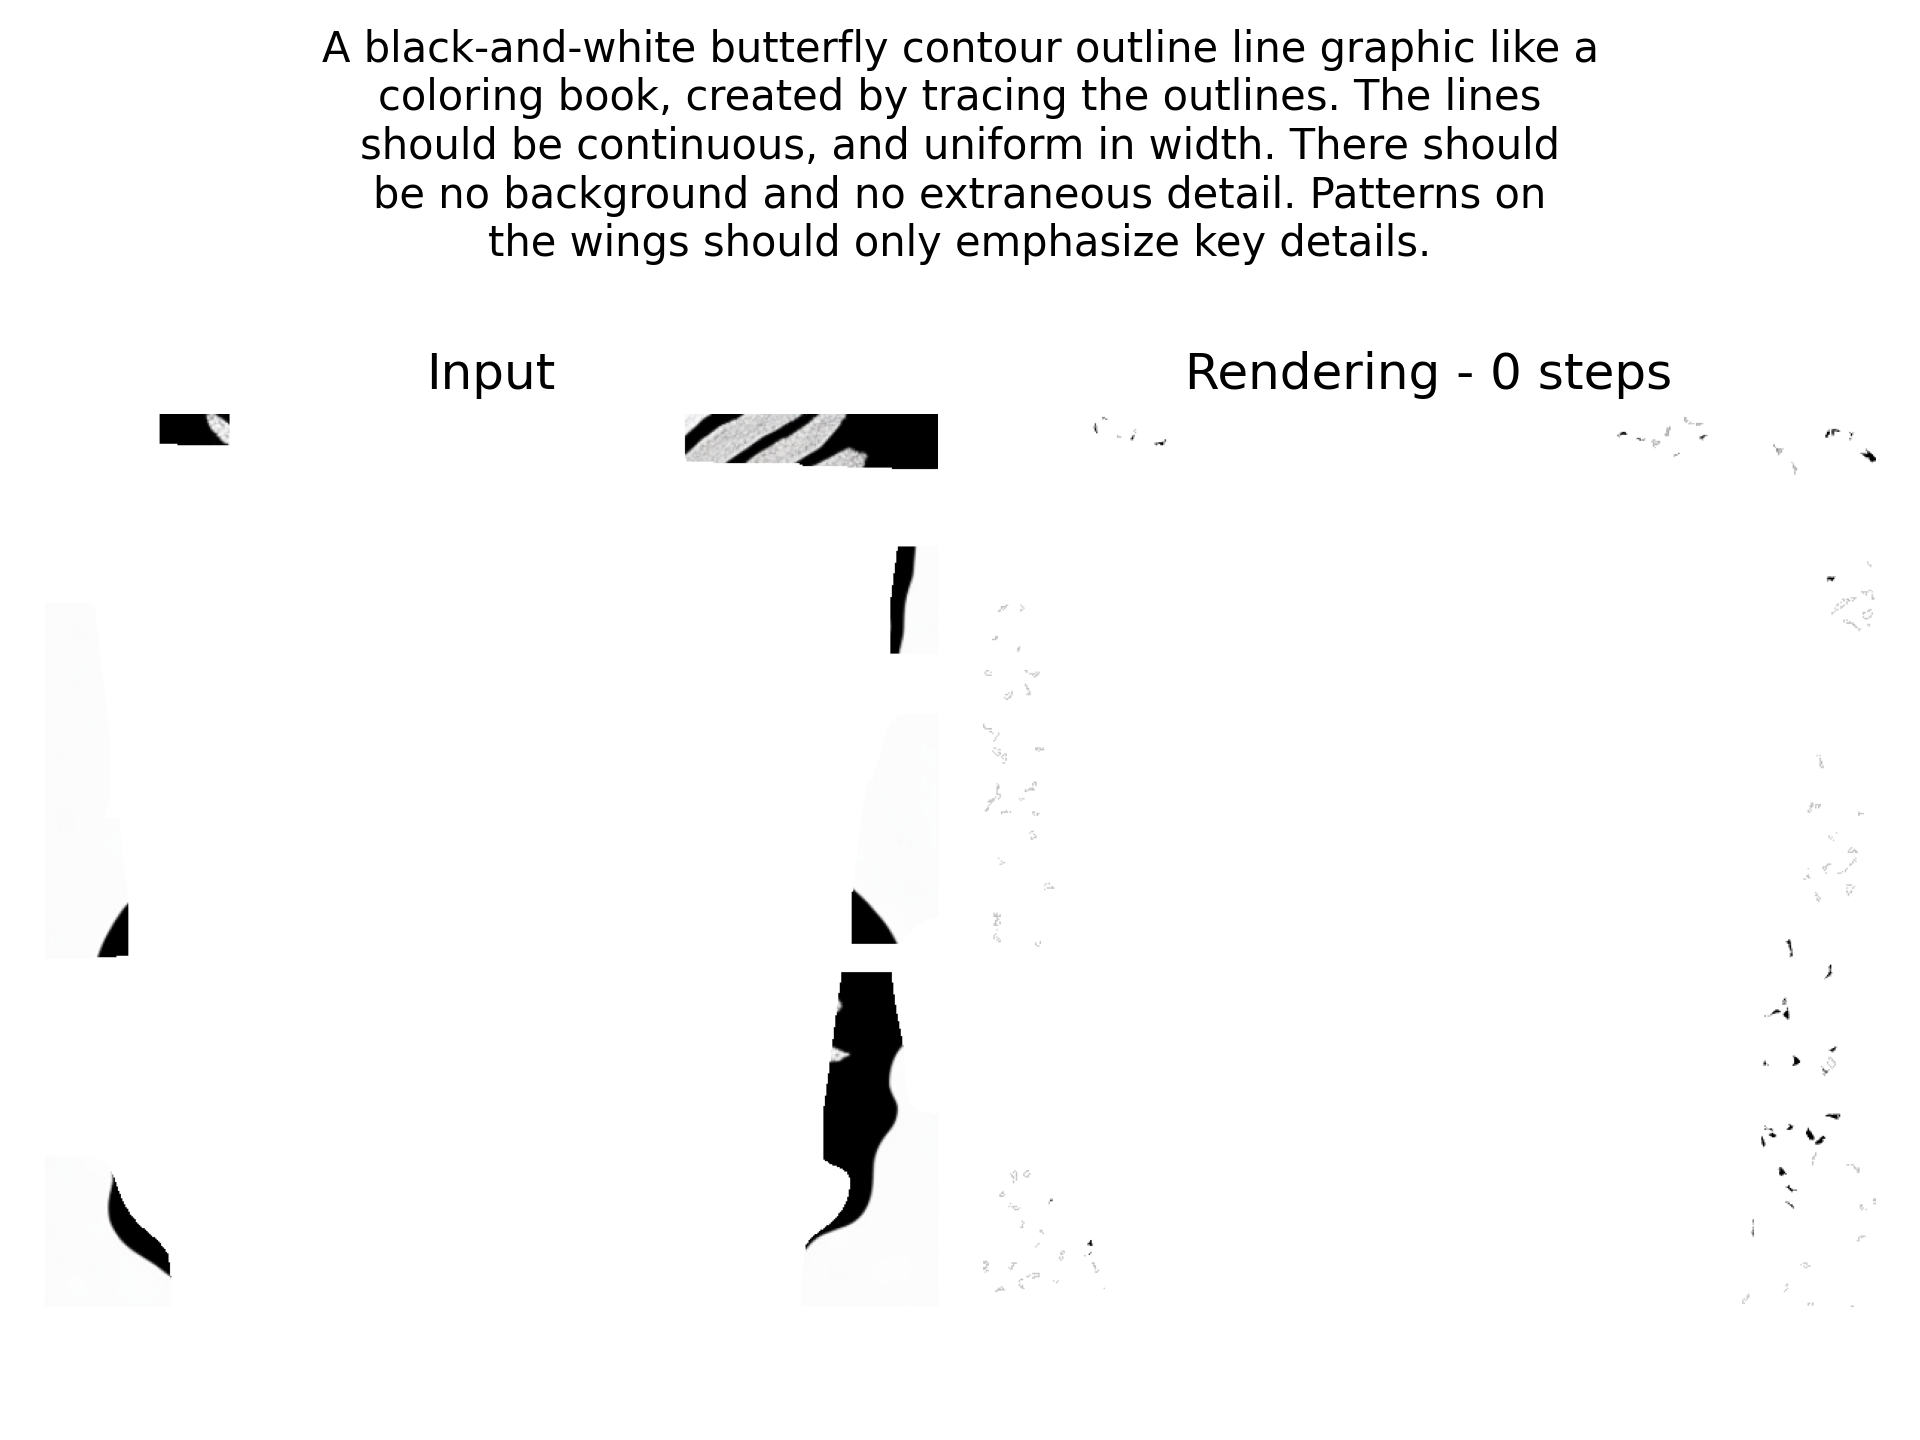 A black-and-white butterfly contour outline line graphic like a
coloring book, created by tracing the outlines. The lines
should be continuous, and uniform in width. There should
be no background and no extraneous detail. Patterns on
the wings should only emphasize key details.
Input
Rendering - 0 steps